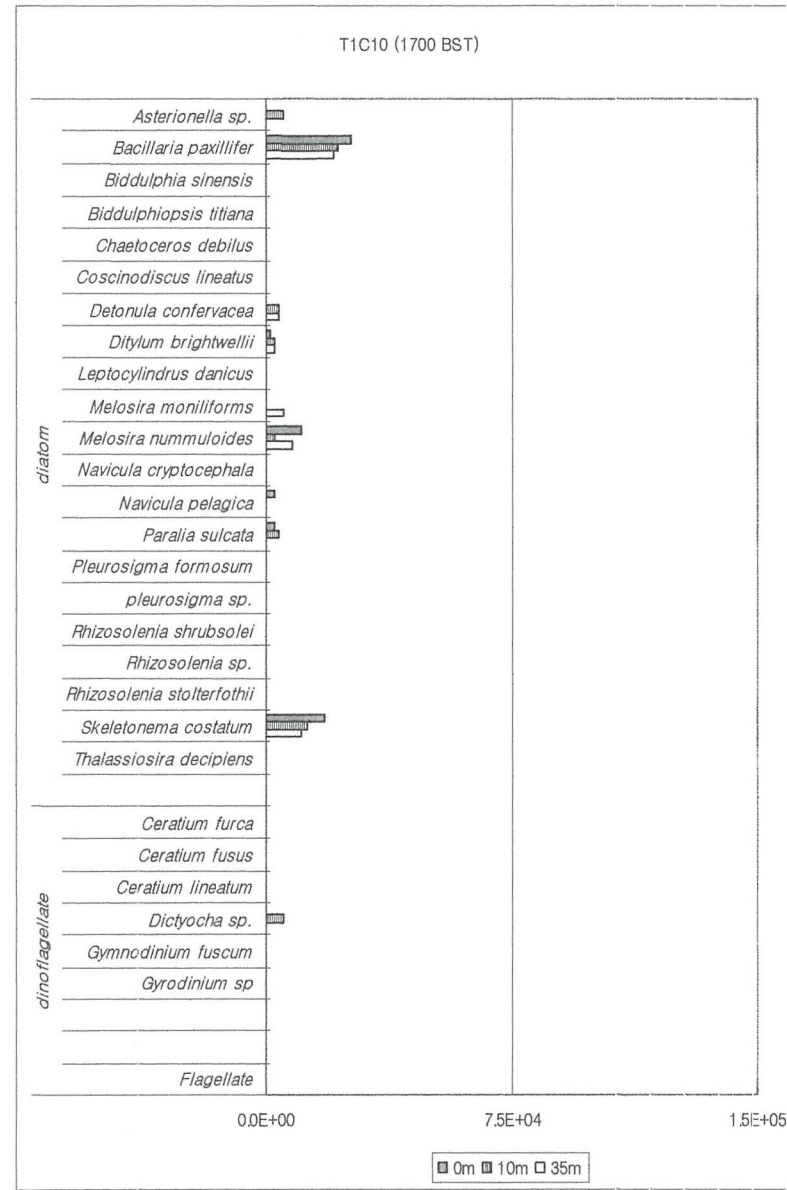 T1C10 (1700 BST)
diatom
Asterionella sp.
Bacillaria paxillifer
Biddulphia sinensis
Biddulphiopsis titiana
Chaetoceros debilus
Coscinodiscus lineatus
Detonula confervacea
Ditylum brightwellii
Leptocylindrus danicus
Melosira moniliforms
Melosira nummuloides
Navicula cryptocephala
Navicula pelagica
Paralia sulcata
Pleurosigma formosum
pleurosigma sp.
Rhizosolenia shrubsolei
Rhizosolenia sp.
Rhizosolenia stolterfothii
Skeletonema costatum
Thalassiosira decipiens
dinoflagellate
Ceratium furca
Ceratium fusus
Ceratium lineatum
Dictyocha sp.
Gymnodinium fuscum
Gyrodinium sp
Flagellate
0.0E+00 7.5E+04 1.5E+05
0m 10m 35m